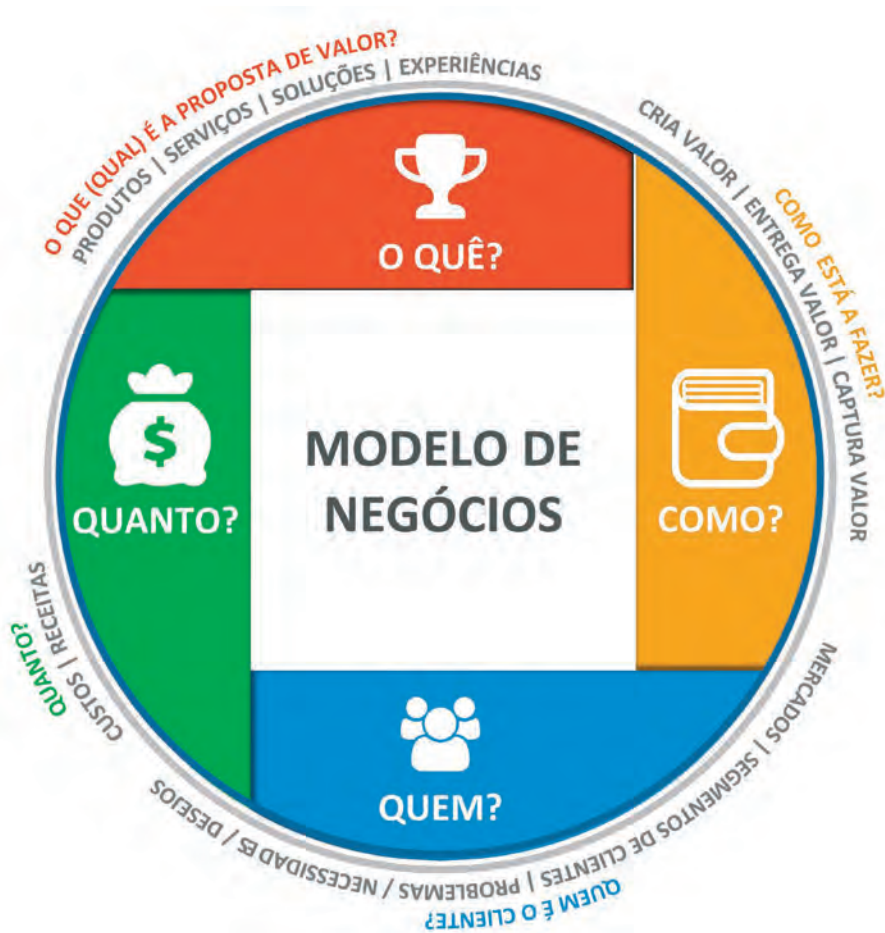 O QUE (QUAL) É A PROPOSTA DE VALOR?
PRODUTOS | SERVIÇOS | SOLUÇÕES | EXPERIÊNCIAS
CRIA VALOR | ENTREGA VALOR | CAPTURA VALOR
COMO ESTÁ A FAZER?
O QUÊ?
$
QUANTO?
MODELO DE
NEGÓCIOS
COMO?
QUEM?
QUANTO?
CUSTOS | RECEITAS
MERCADOS | SEGMENTOS DE CLIENTES | PROBLEMAS / NECESSIDADES / DESEJOS
QUEM É O CLIENTE?